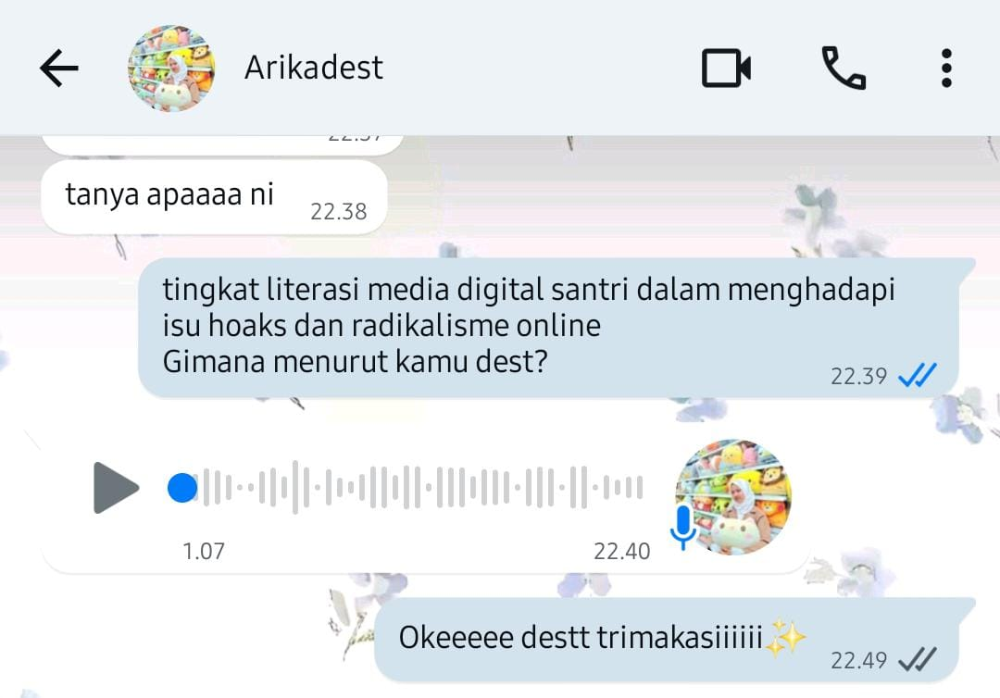 Arikadest
tanya apaaaa ni
22.38
tingkat literasi media digital santri dalam menghadapi
isu hoaks dan radikalisme online
Gimana menurut kamu dest?
22.39
1.07
22.40
Okeeeee destt trimakasiiiiii✨
22.49